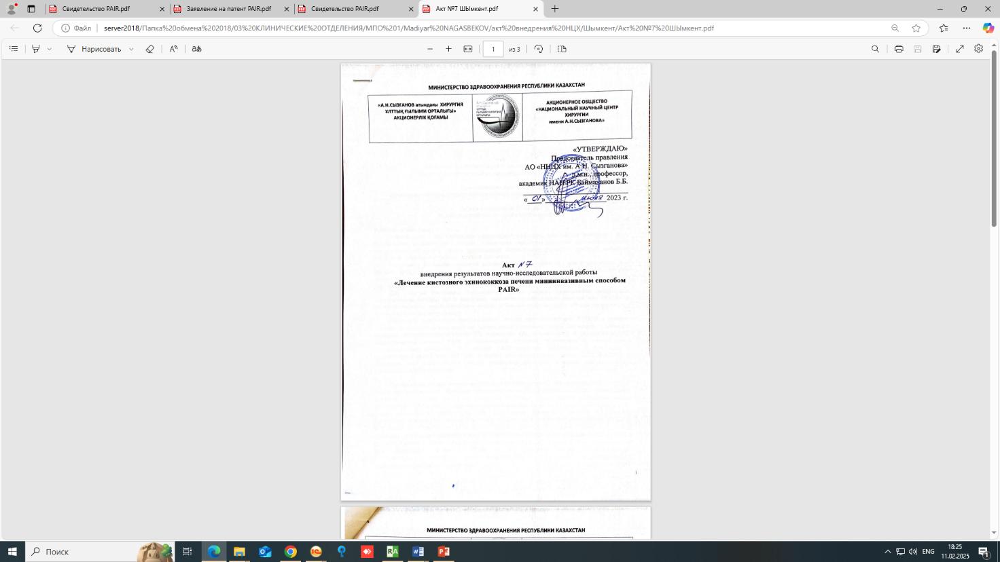 Свидетельство PAIR.pdf
Заявление на патент PAIR.pdf
Свидетельство PAIR.pdf
Акт №7 ШЫмкент.pdf
Файл
server2018/Папка%20обмена%202018/03%20КЛИНИЧЕСКИЕ%20ОТДЕЛЕНИЯ/МПО%201/Madiyar%20NAGASBEKOV/акт%20внедрения%20НЦХ/Шымкент/Акт%20№7%20ШЫмкент.pdf
Нарисовать
1 из 3
МИНИСТЕРСТВО ЗДРАВООХРАНЕНИЯ РЕСПУБЛИКИ КАЗАХСТАН
«А.Н.СЫЗҒАНОВ атындағы ХИРУРГИЯ
ҰЛТТЫҚ ҒЫЛЫМИ ОРТАЛЫҒЫ»
АКЦИОНЕРЛІК ҚОҒАМЫ
АКЦИОНЕРНОЕ ОБЩЕСТВО
«НАЦИОНАЛЬНЫЙ НАУЧНЫЙ ЦЕНТР
ХИРУРГИИ
имени А.Н.СЫЗГАНОВА»
«УТВЕРЖДАЮ»
Председатель правления
АО «ННЦХ им. А.Н. Сызганова»
д.м.н., профессор,
академик НАН РК Баймаханов Б.Б.
«01» июня 2023 г.
Акт №7
внедрения результатов научно-исследовательской работы
«Лечение кистозного эхинококкоза печени мининвазивным способом
PAIR»
1
МИНИСТЕРСТВО ЗДРАВООХРАНЕНИЯ РЕСПУБЛИКИ КАЗАХСТАН
Поиск
ENG
18:25
11.02.2025